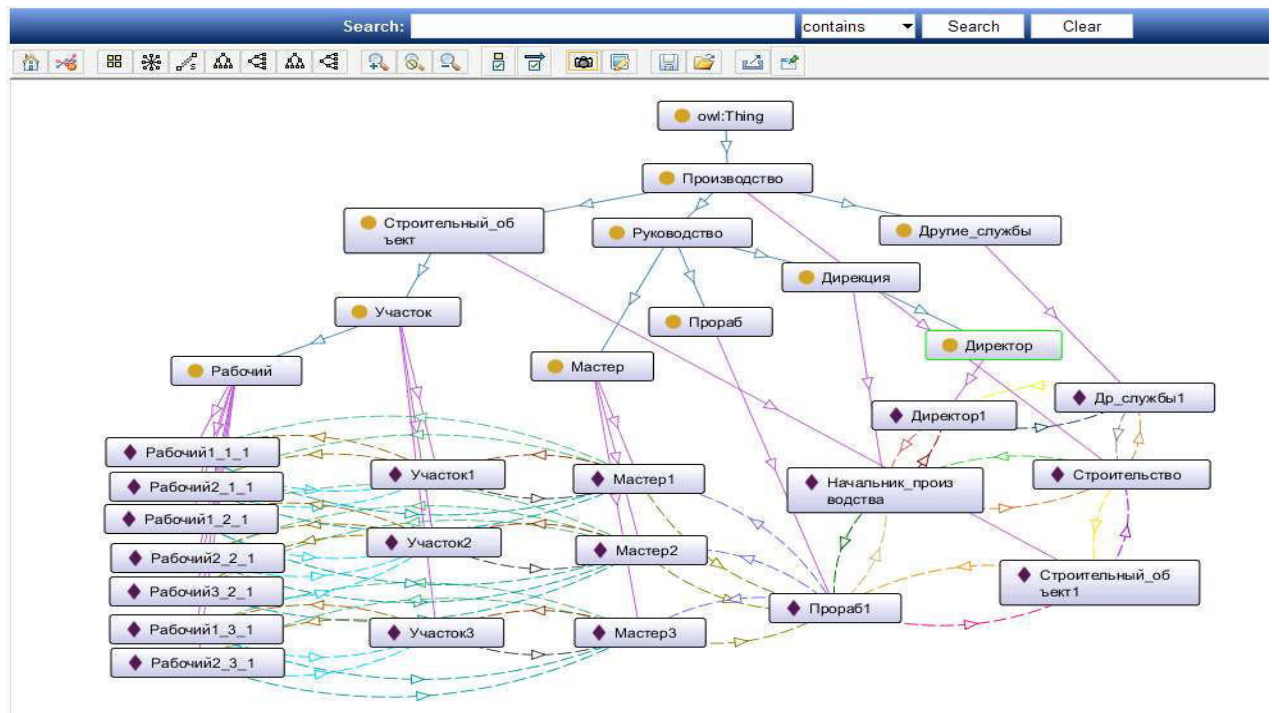 Search:
contains
Search
Clear
owl:Thing
Производство
Строительный_об
ъект
Руководство
Другие_службы
Дирекция
Участок
Прораб
Директор
Рабочий
Мастер
Директор1
Др_службы1
Рабочий1_1_1
Рабочий2_1_1
Рабочий1_2_1
Рабочий2_2_1
Рабочий3_2_1
Рабочий1_3_1
Рабочий2_3_1
Участок1
Участок2
Участок3
Мастер1
Мастер2
Мастер3
Начальник_произ
водства
Строительство
Строительный_об
ъект1
Прораб1